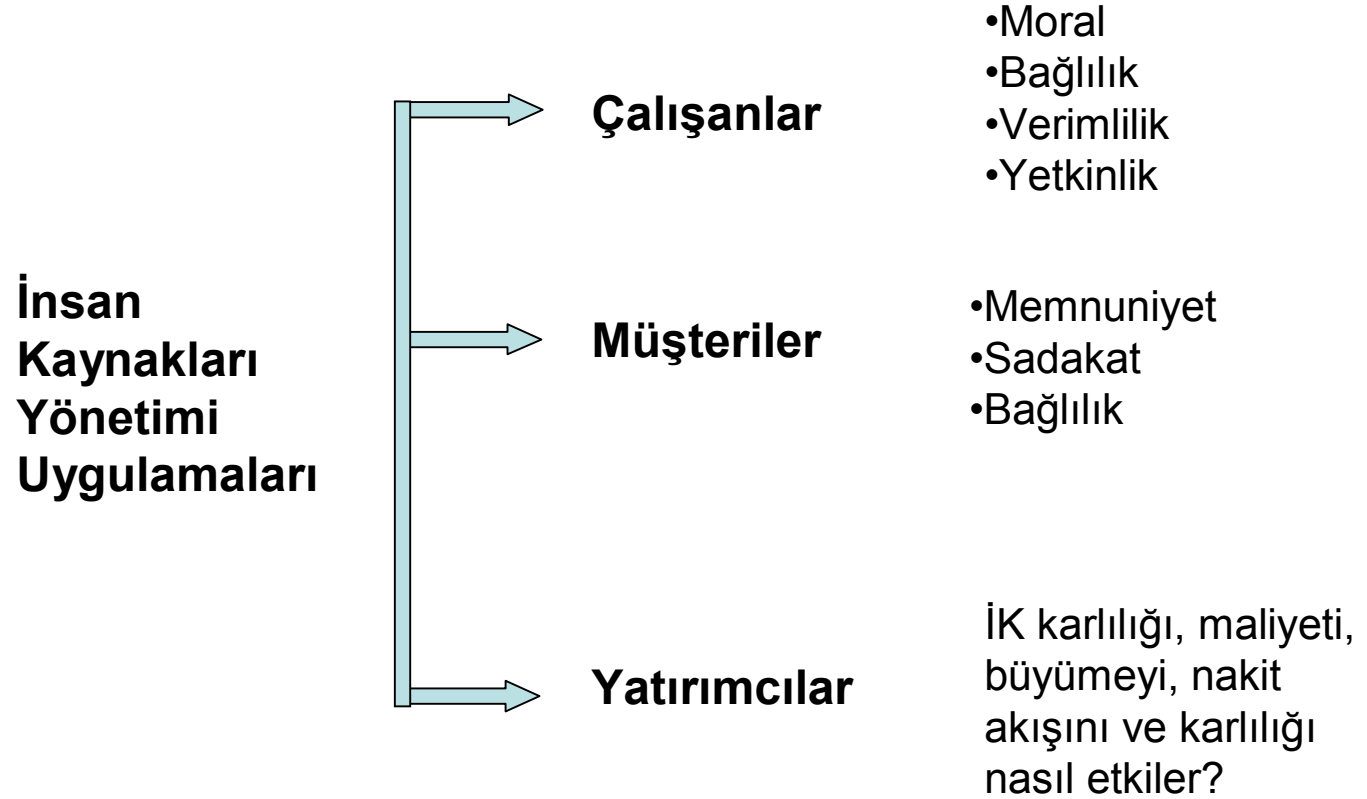 İnsan
Kaynakları
Yönetimi
Uygulamaları
Çalışanlar
•Moral
•Bağlılık
•Verimlilik
•Yetkinlik
Müşteriler
•Memnuniyet
•Sadakat
•Bağlılık
Yatırımcılar
İK karlılığı, maliyeti,
büyümeyi, nakit
akışını ve karlılığı
nasıl etkiler?